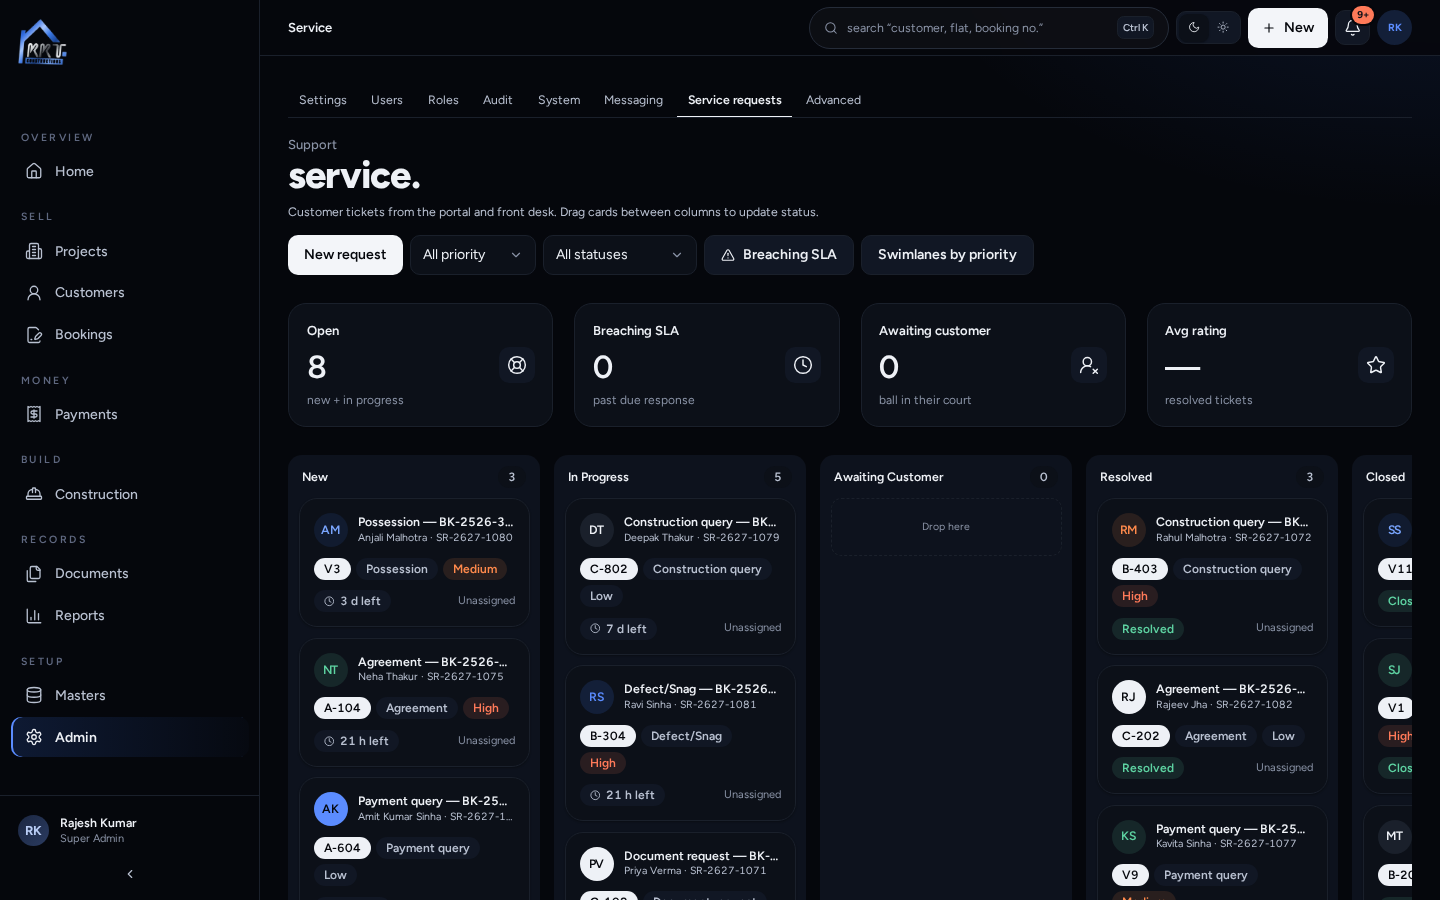 RKT
Service
search “customer, flat, booking no.”
Ctrl K
New
9+
RK
OVERVIEW
Home
SELL
Projects
Customers
Bookings
MONEY
Payments
BUILD
Construction
RECORDS
Documents
Reports
SETUP
Masters
Admin
RK
Rajesh Kumar
Super Admin
Settings
Users
Roles
Audit
System
Messaging
Service requests
Advanced
Support
service.
Customer tickets from the portal and front desk. Drag cards between columns to update status.
New request
All priority
All statuses
Breaching SLA
Swimlanes by priority
Open
8
new + in progress
Breaching SLA
0
past due response
Awaiting customer
0
ball in their court
Avg rating
—
resolved tickets
New
3
AM
Possession — BK-2526-3...
Anjali Malhotra · SR-2627-1080
V3
Possession
Medium
3 d left
Unassigned
NT
Agreement — BK-2526-...
Neha Thakur · SR-2627-1075
A-104
Agreement
High
21 h left
Unassigned
AK
Payment query — BK-25...
Amit Kumar Sinha · SR-2627-1...
A-604
Payment query
Low
In Progress
5
DT
Construction query — BK...
Deepak Thakur · SR-2627-1079
C-802
Construction query
Low
7 d left
Unassigned
RS
Defect/Snag — BK-2526...
Ravi Sinha · SR-2627-1081
B-304
Defect/Snag
High
21 h left
Unassigned
PV
Document request — BK-...
Priya Verma · SR-2627-1071
Awaiting Customer
0
Drop here
Resolved
3
RM
Construction query — BK...
Rahul Malhotra · SR-2627-1072
B-403
Construction query
High
Resolved
Unassigned
RJ
Agreement — BK-2526-...
Rajeev Jha · SR-2627-1082
C-202
Agreement
Low
Resolved
Unassigned
KS
Payment query — BK-25...
Kavita Sinha · SR-2627-1077
V9
Payment query
Closed
SS
V11
Clos
SJ
V1
High
Clos
MT
B-20